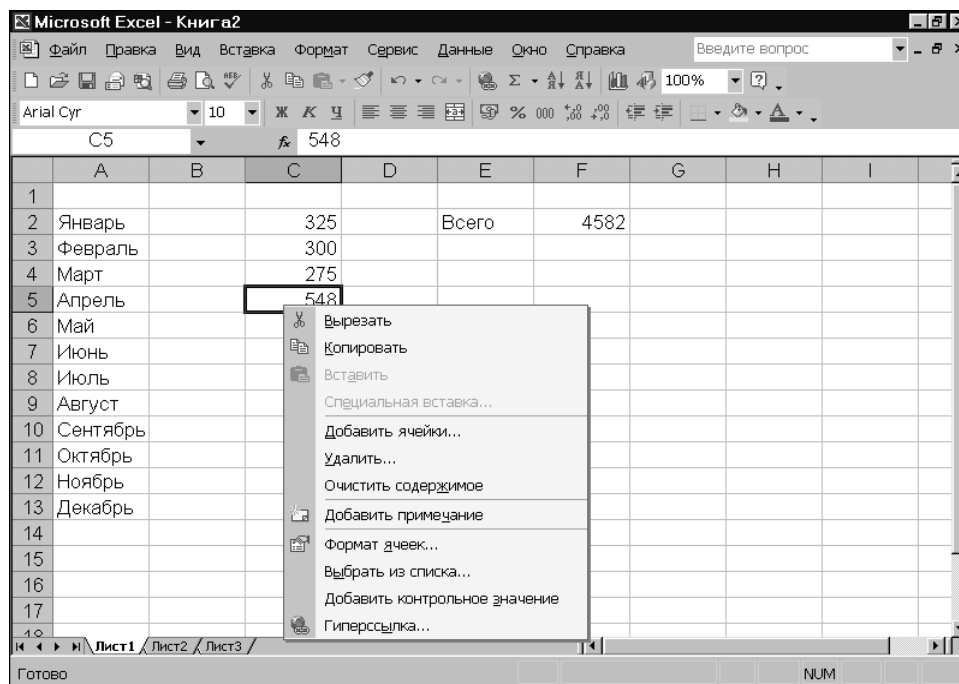 Microsoft Excel - Книга2
Файл Правка Вид Вставка Формат Сервис Данные Окно Справка Введите вопрос
100%
Arial Cyr 10 Ж К Ч % 000
C5 fx 548
A B C D E F G H I
1
2 Январь 325 Всего 4582
3 Февраль 300
4 Март 275
5 Апрель 548
6 Май
7 Июнь
8 Июль
9 Август
10 Сентябрь
11 Октябрь
12 Ноябрь
13 Декабрь
14
15
16
17
18
Вырезать
Копировать
Вставить
Специальная вставка...
Добавить ячейки...
Удалить...
Очистить содержимое
Добавить примечание
Формат ячеек...
Выбрать из списка...
Добавить контрольное значение
Гиперссылка...
Лист1 Лист2 Лист3
Готово NUM